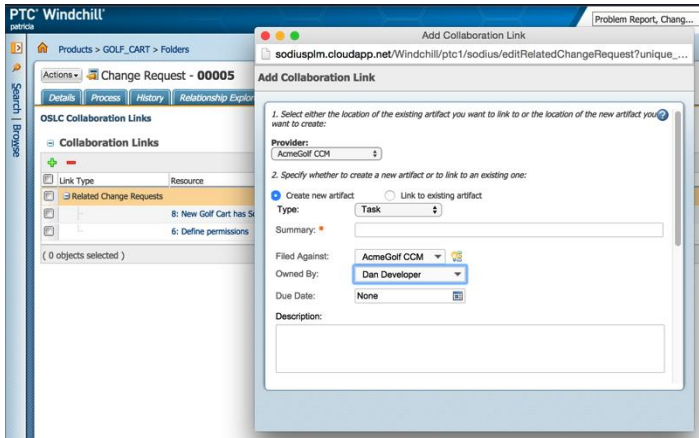 PTC® Windchill®
patricia
Problem Report, Chang...
Products > GOLF_CART > Folders
Search | Browse
Actions
Change Request - 00005
Details
Process
History
Relationship Explor
OSLC Collaboration Links
Collaboration Links
Link Type
Resource
Related Change Requests
8: New Golf Cart has
6: Define permissions
( 0 objects selected )
Add Collaboration Link
sodiusplm.cloudapp.net/Windchill/ptc1/sodius/editRelatedChangeRequest?unique_...
Add Collaboration Link
1. Select either the location of the existing artifact you want to link to or the location of the new artifact you
want to create:
Provider:
AcmeGolf CCM
2. Specify whether to create a new artifact or to link to an existing one:
Create new artifact
Link to existing artifact
Type:
Task
Summary: *
Filed Against:
AcmeGolf CCM
Owned By:
Dan Developer
Due Date:
None
Description: